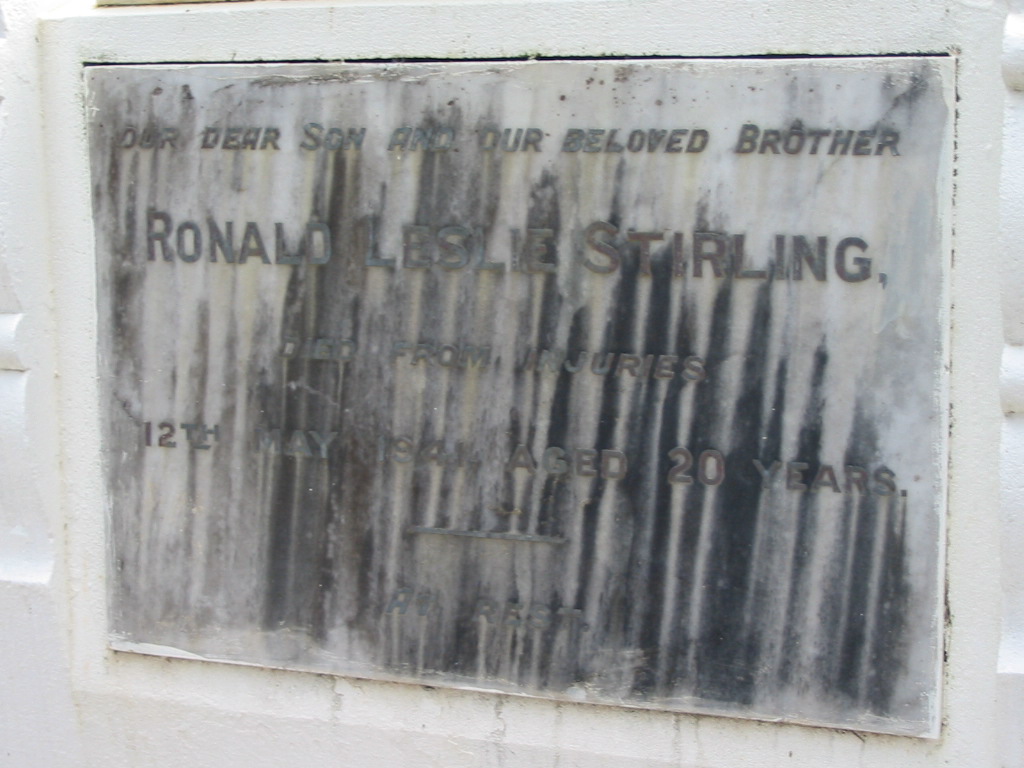 OUR DEAR SON AND OUR BELOVED BROTHER
RONALD LESLIE STIRLING,
DIED FROM INJURIES
12TH MAY 1941. AGED 20 YEARS.
AT REST.